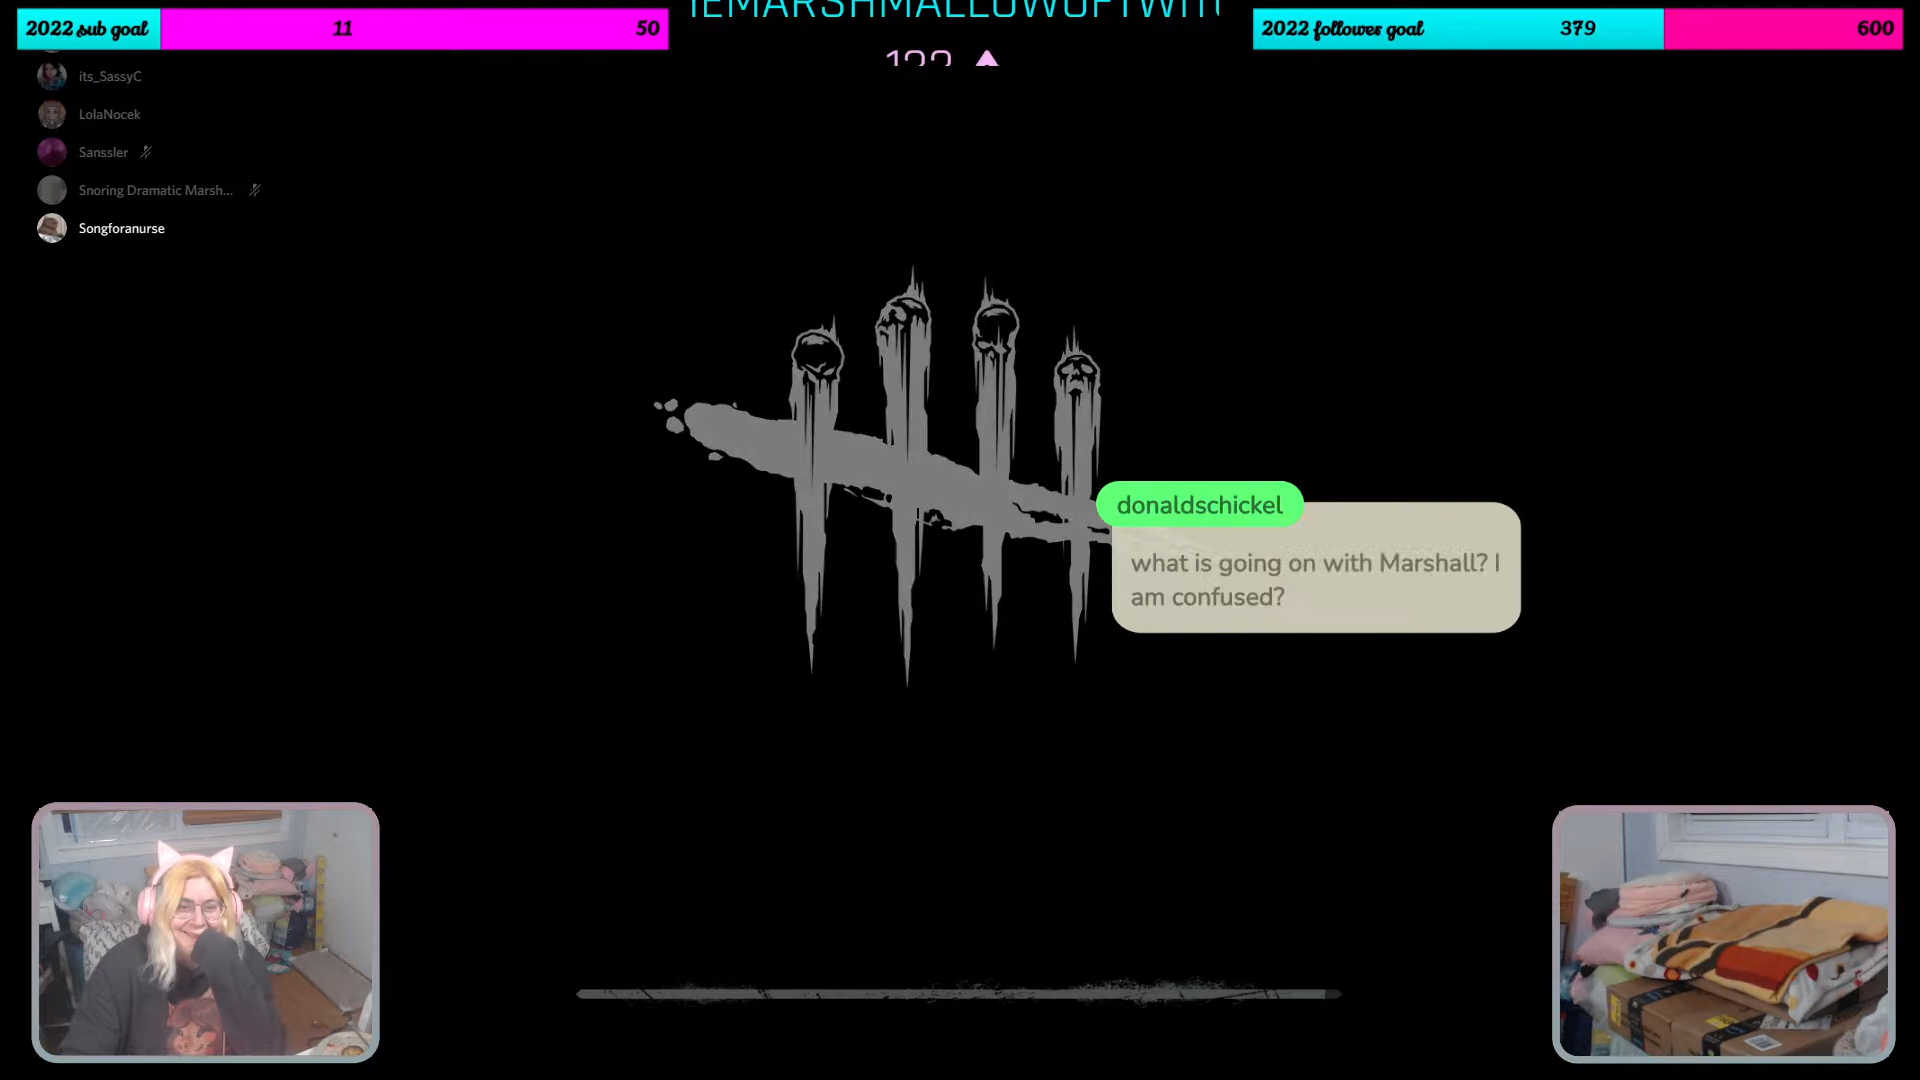 2022 sub goal 11 50
2022 follower goal 379 600
its_SassyC
LolaNocek
Sanssler
Snoring Dramatic Marsh...
Songforanurse
donaldschickel
what is going on with Marshall? I
am confused?